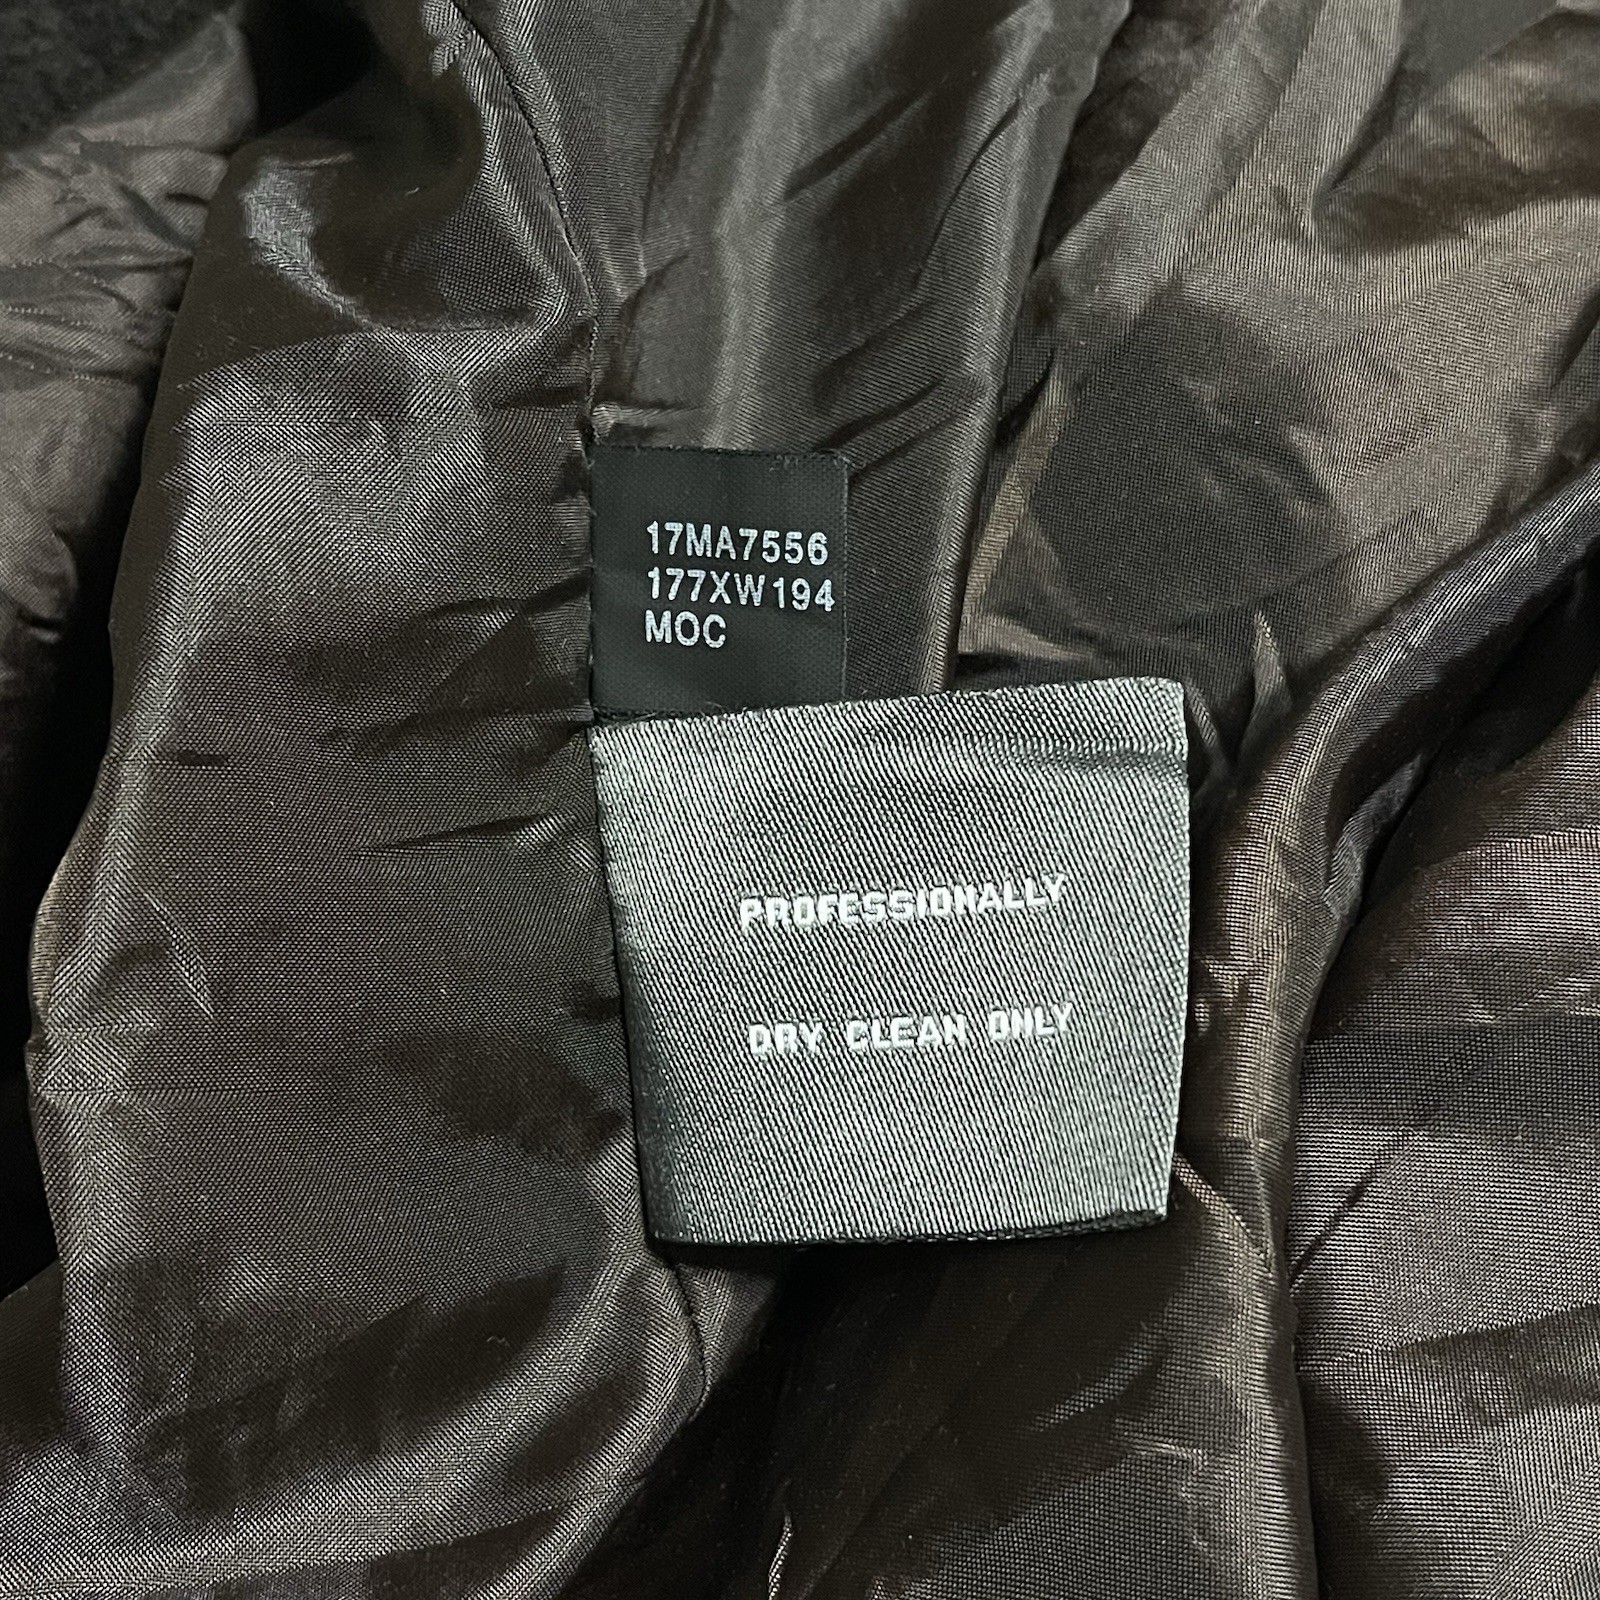 17MA7556
177XW194
MOC
PROFESSIONALLY
DRY CLEAN ONLY